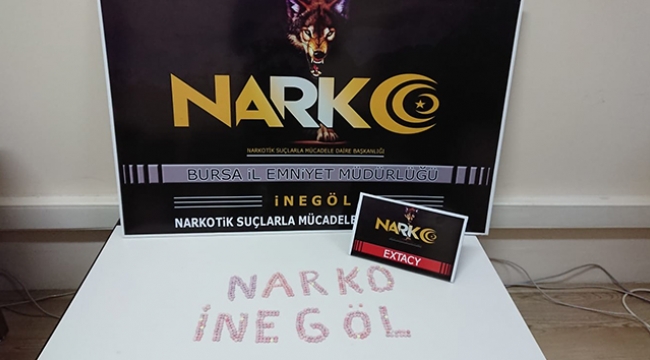 NARKO
NARKOTİK SUÇLARLA MÜCADELE DAİRE BAŞKANLIĞI
BURSA İL EMNİYET MÜDÜRLÜĞÜ
İNEGÖL
NARKOTİK SUÇLARLA MÜCADELE
NARKO
EXTACY
NARKO
İNEGÖL